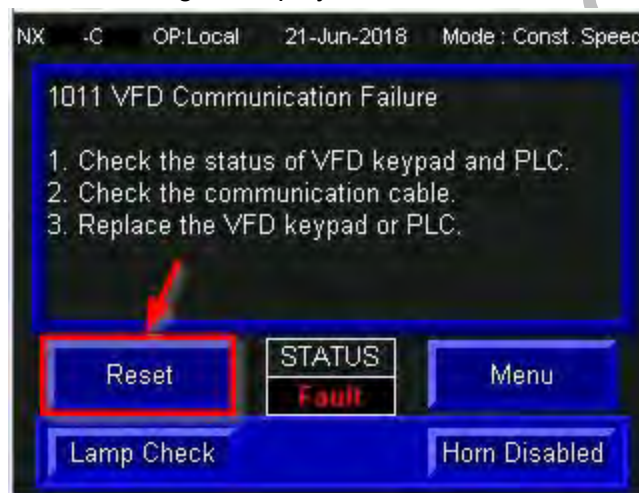 NX -C OP:Local 21-Jun-2018 Mode : Const. Speed
1011 VFD Communication Failure
1. Check the status of VFD keypad and PLC.
2. Check the communication cable.
3. Replace the VFD keypad or PLC.
Reset
STATUS
Fault
Menu
Lamp Check
Horn Disabled